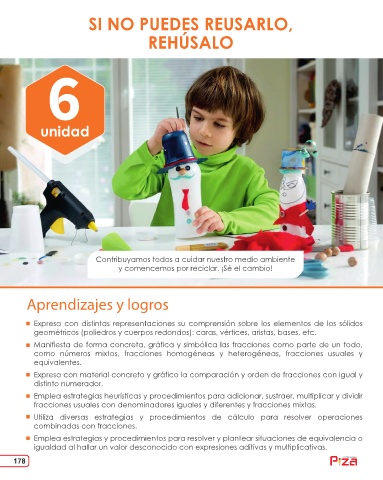 SI NO PUEDES REUSARLO,
REHÚSALO
6
unidad
Contribuyamos todos a cuidar nuestro medio ambiente
y comencemos por reciclar. ¡Sé el cambio!
Aprendizajes y logros
Expreso con distintas representaciones su comprensión sobre los elementos de los sólidos
geométricos (poliedros y cuerpos redondos): caras, vértices, aristas, bases, etc.
Manifiesta de forma concreta, gráfica y simbólica las fracciones como parte de un todo,
como números mixtos, fracciones homogéneas y heterogéneas, fracciones usuales y
equivalentes.
Expreso con material concreto y gráfico la comparación y orden de fracciones con igual y
distinto numerador.
Emplea estrategias heurísticas y procedimientos para adicionar, sustraer, multiplicar y dividir
fracciones usuales con denominadores iguales y diferentes y fracciones mixtas.
Utiliza diversas estrategias y procedimientos de cálculo para resolver operaciones
combinadas con fracciones.
Emplea estrategias y procedimientos para resolver y plantear situaciones de equivalencia o
igualdad al hallar un valor desconocido con expresiones aditivas y multiplicativas.
178
Piza